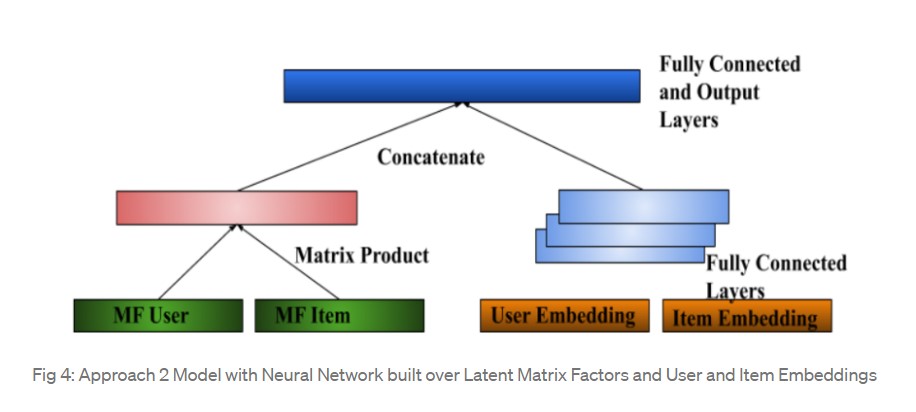 Fully Connected
and Output
Layers
Concatenate
Matrix Product
Fully Connected
Layers
MF User
MF Item
User Embedding
Item Embedding
Fig 4: Approach 2 Model with Neural Network built over Latent Matrix Factors and User and Item Embeddings